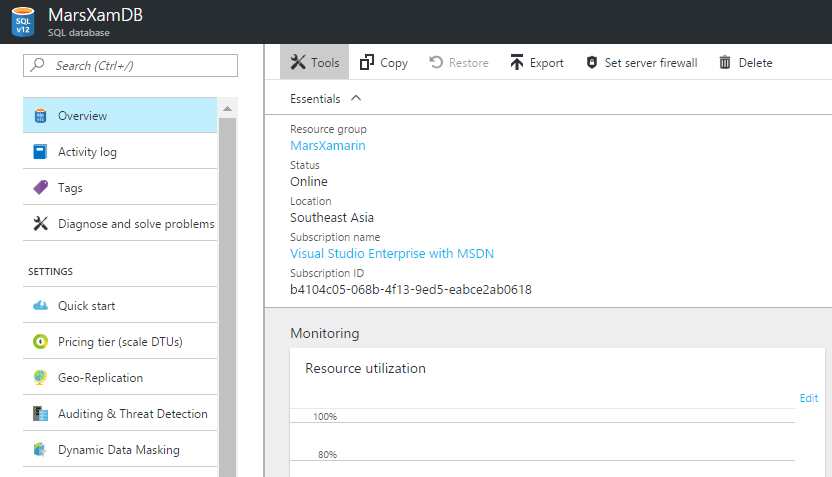 SQL
v12
MarsXamDB
SQL database
Search (Ctrl+/)
Overview
Activity log
Tags
Diagnose and solve problems
SETTINGS
Quick start
Pricing tier (scale DTUs)
Geo-Replication
Auditing & Threat Detection
Dynamic Data Masking
Tools Copy Restore Export Set server firewall Delete
Essentials
Resource group
MarsXamarin
Status
Online
Location
Southeast Asia
Subscription name
Visual Studio Enterprise with MSDN
Subscription ID
b4104c05-068b-4f13-9ed5-eabce2ab0618
Monitoring
Resource utilization
Edit
100%
80%